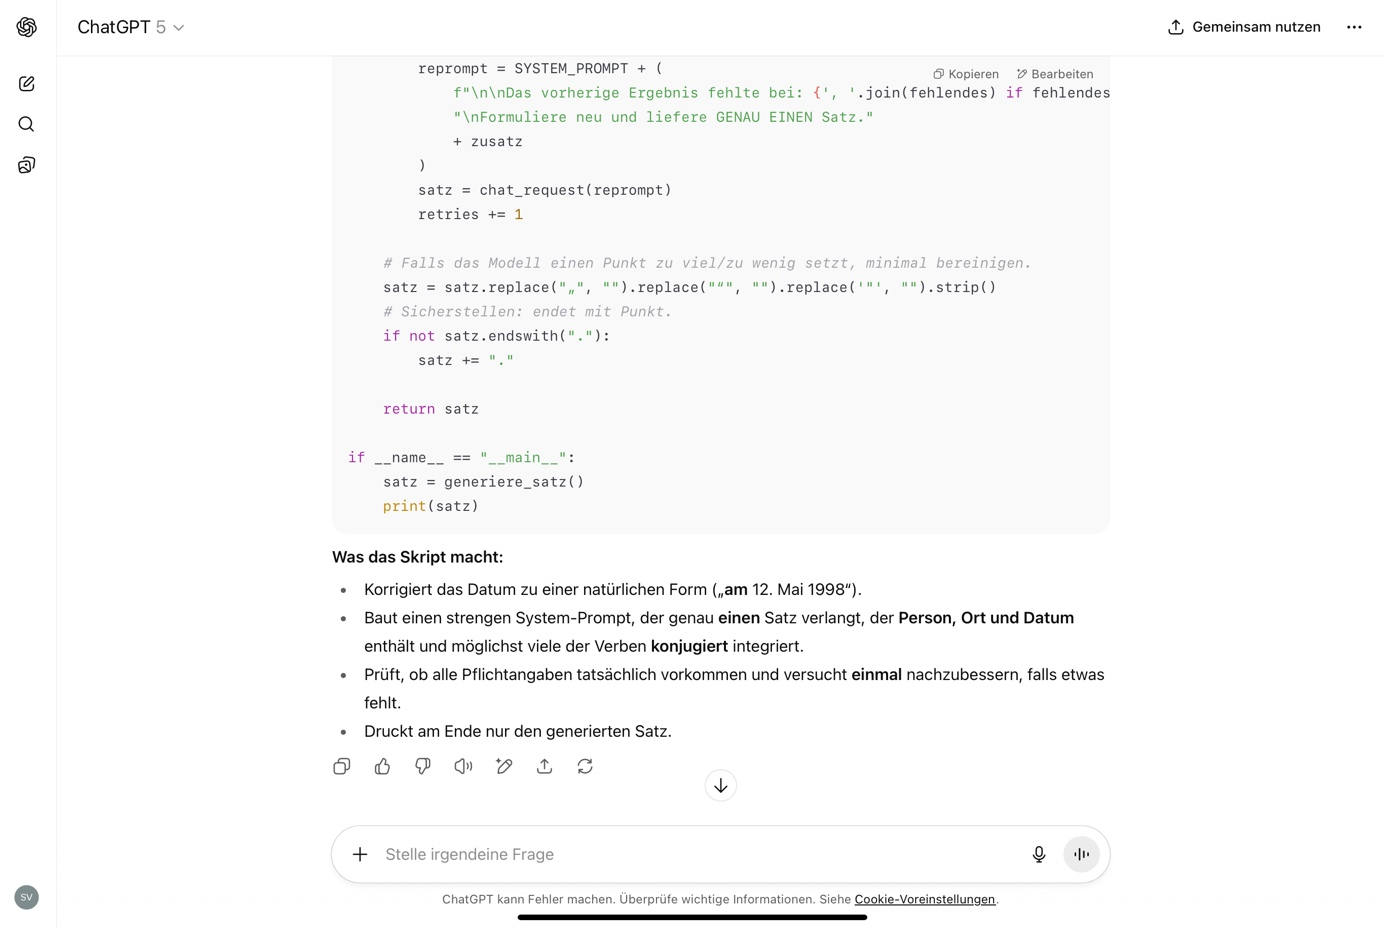 ChatGPT 5
Gemeinsam nutzen
Kopieren
Bearbeiten
reprompt = SYSTEM_PROMPT + (
f"\n\nDas vorherige Ergebnis fehlte bei: {', '.join(fehlendes) if fehlendes
"\nFormuliere neu und liefere GENAU EINEN Satz."
+ zusatz
)
satz = chat_request(reprompt)
retries += 1
# Falls das Modell einen Punkt zu viel/zu wenig setzt, minimal bereinigen.
satz = satz.replace("„", "").replace("“", "").replace('"', "").strip()
# Sicherstellen: endet mit Punkt.
if not satz.endswith("."):
satz += "."
return satz
if __name__ == "__main__":
satz = generiere_satz()
print(satz)
Was das Skript macht:
• Korrigiert das Datum zu einer natürlichen Form („am 12. Mai 1998“).
• Baut einen strengen System-Prompt, der genau einen Satz verlangt, der Person, Ort und Datum
enthält und möglichst viele der Verben konjugiert integriert.
• Prüft, ob alle Pflichtangaben tatsächlich vorkommen und versucht einmal nachzubessern, falls etwas
fehlt.
• Druckt am Ende nur den generierten Satz.
Stelle irgendeine Frage
SV
ChatGPT kann Fehler machen. Überprüfe wichtige Informationen. Siehe Cookie-Voreinstellungen.